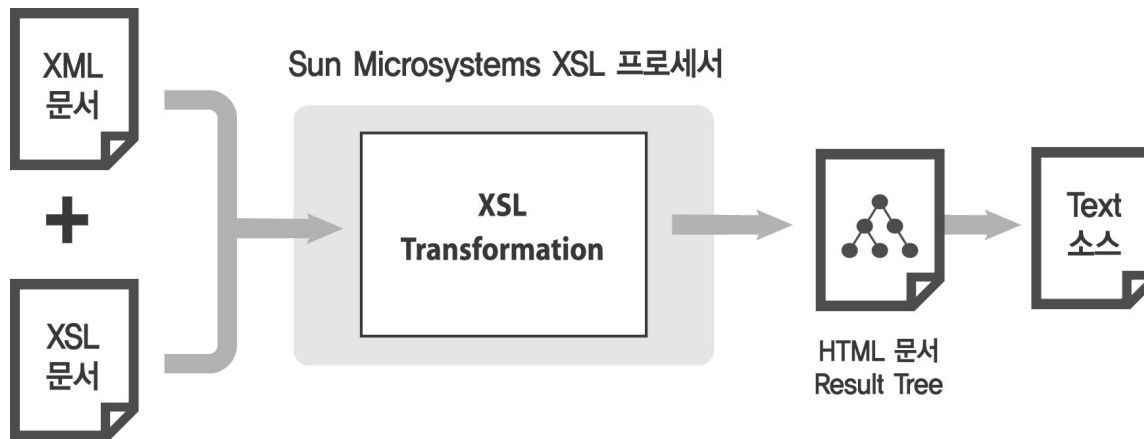 XML
문서
+
XSL
문서
Sun Microsystems XSL 프로세서
XSL
Transformation
HTML 문서
Result Tree
Text
소스